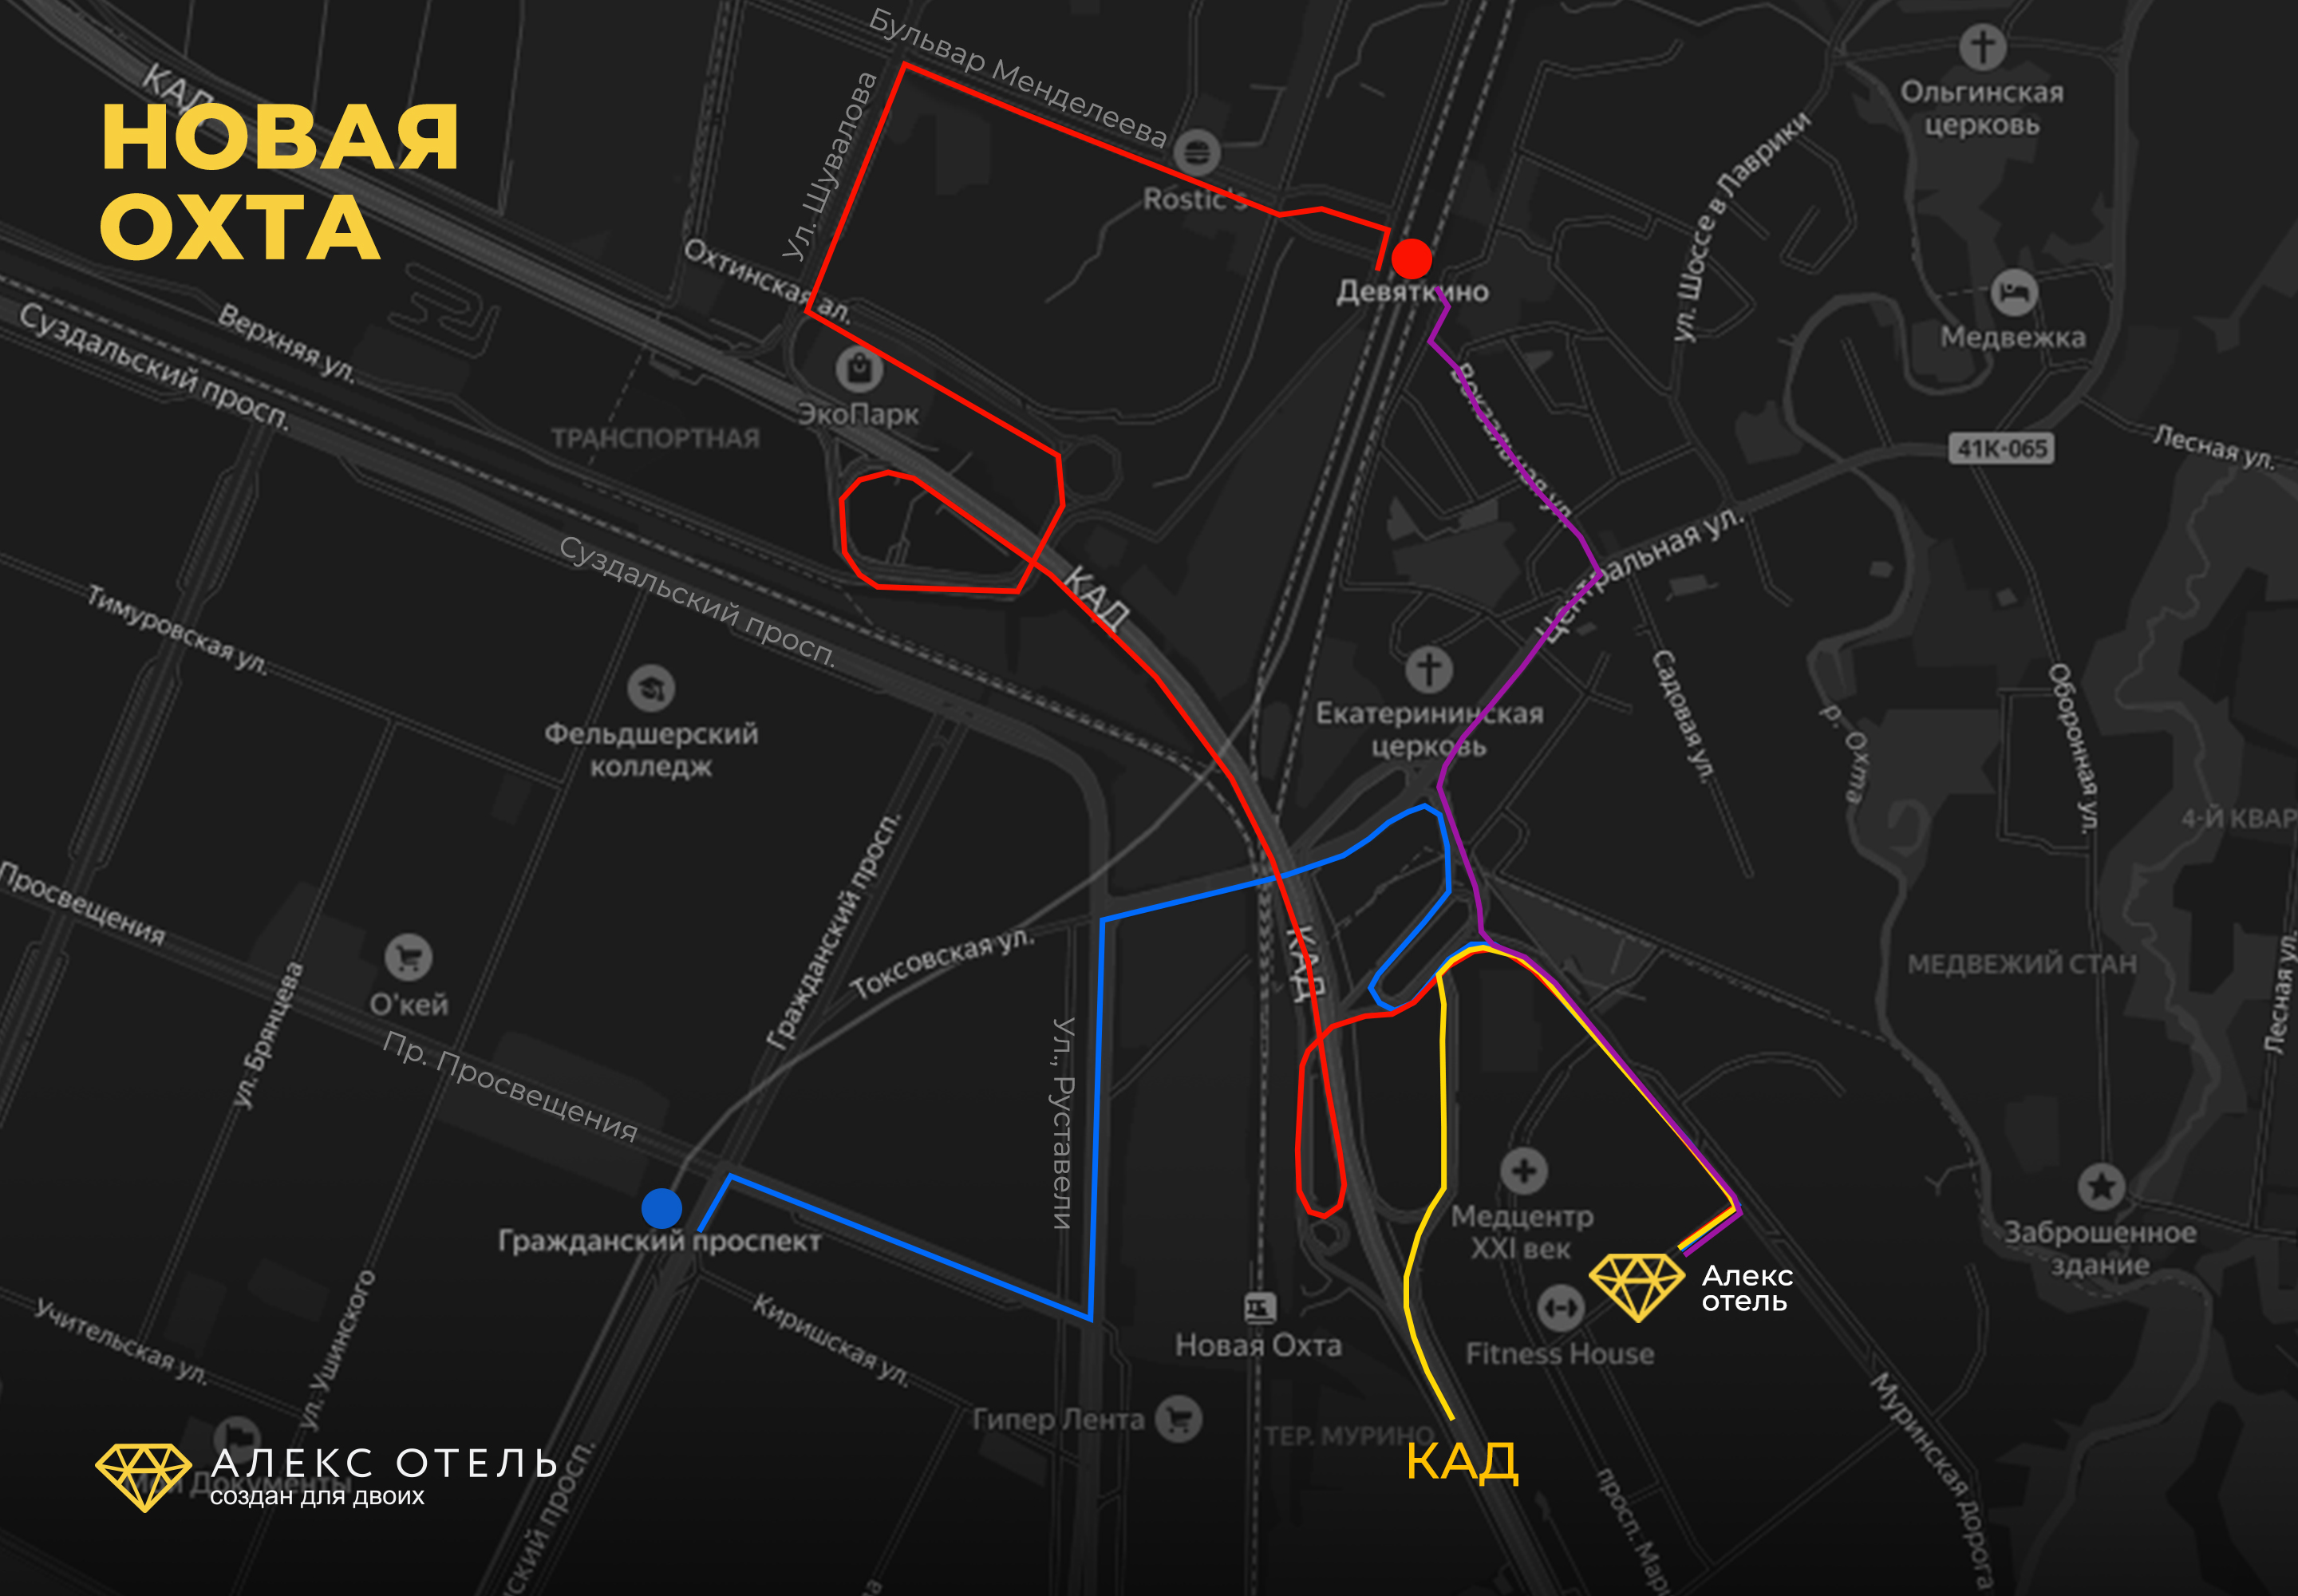 НОВАЯ
ОХТА
КАД
Бульвар Менделеева
Ул. Шувалова
Rostic's
Ольгинская
церковь
ул. Шоссе в Лаврики
Охтинская ал.
Девяткино
Медвежка
Верхняя ул.
Суздальский просп.
ЭкоПарк
ТРАНСПОРТНАЯ
Вокзальная ул.
41К-065
Лесная ул.
Центральная ул.
Суздальский просп.
КАД
Тимуровская ул.
Фельдшерский
колледж
Екатерининская
церковь
Садовая ул.
р. Охта
Оборонная ул.
4-Й КВАР
Просвещения
Гражданский просп.
Токсовская ул.
КАД
МЕДВЕЖИЙ СТАН
Лесная ул.
О'кей
ул. Брянцева
Пр. Просвещения
Ул., Руставели
Гражданский проспект
Медцентр
XXI век
Заброшенное
здание
Алекс
отель
Киришская ул.
Учительская ул.
ул. Ушинского
Новая Охта
Fitness House
Гипер Лента
ТЕР. МУРИНО
КАД
Муринская дорога
просп. Мари
ский просп.
АЛЕКС ОТЕЛЬ
Мои Документы
создан для двоих